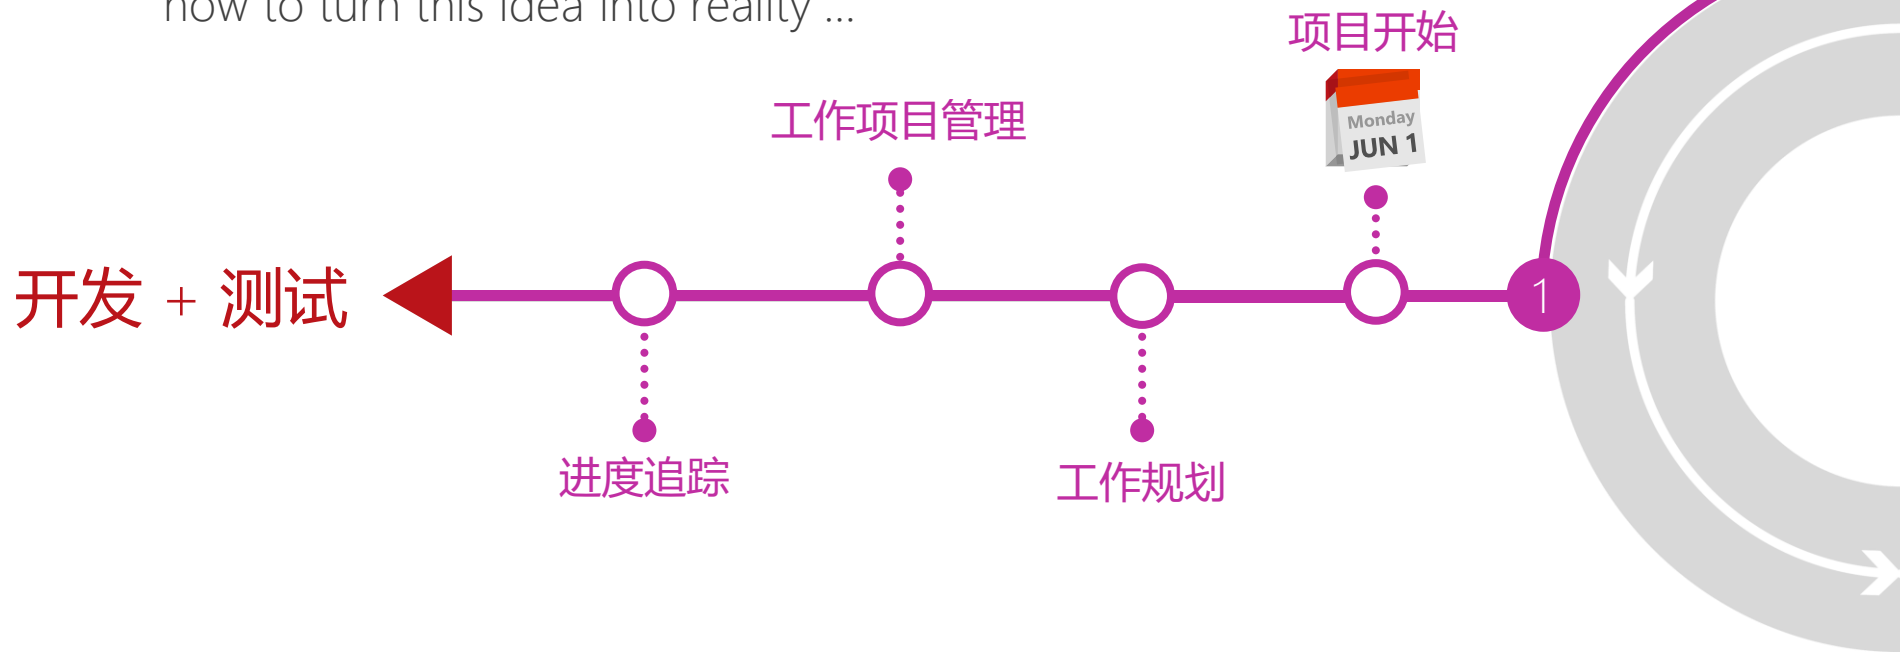 how to turn this idea into reality ...
项目开始
Monday
JUN 1
工作项目管理
开发 + 测试
1
进度追踪
工作规划